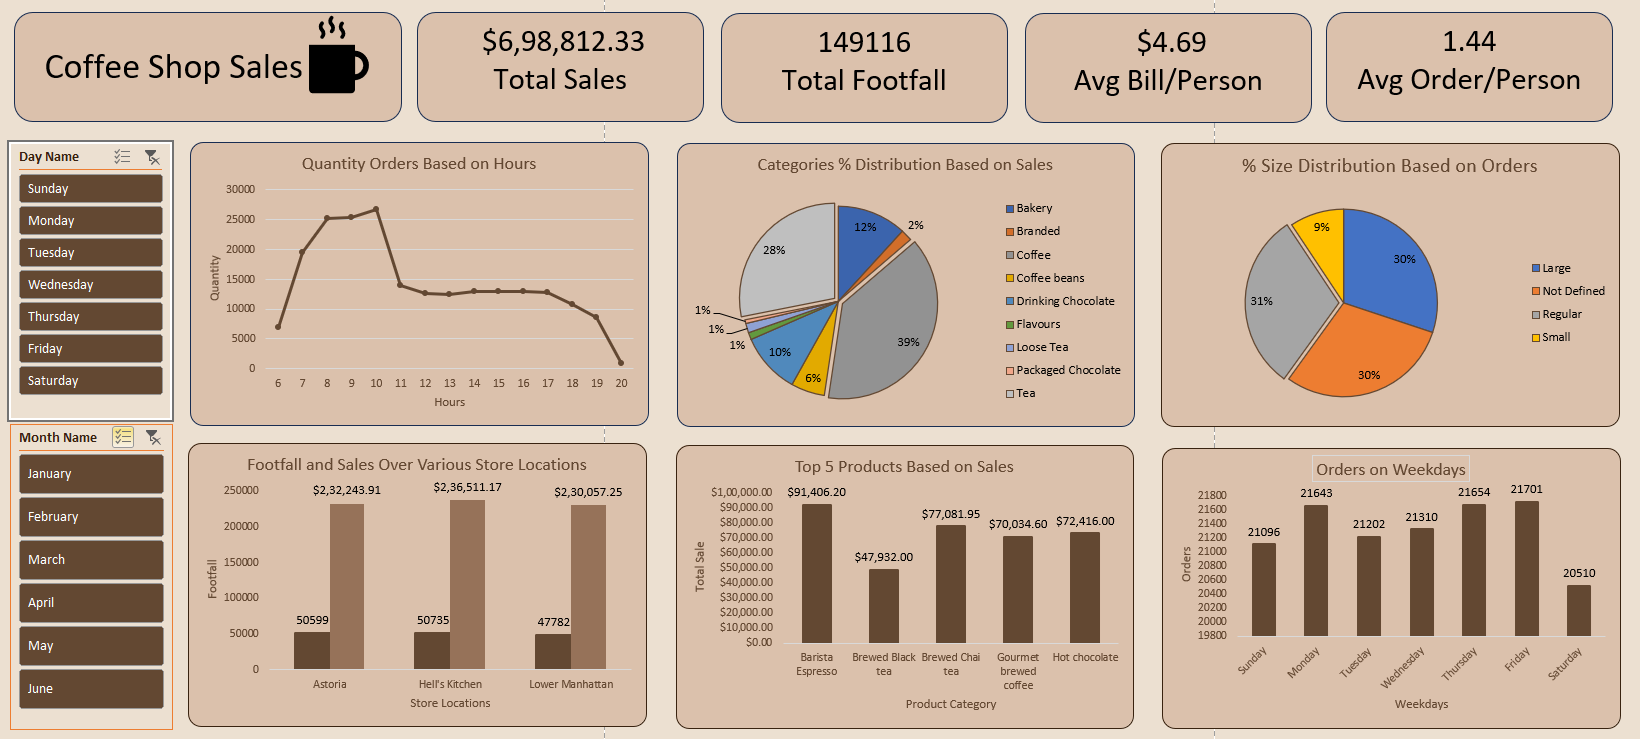 Coffee Shop Sales
$6,98,812.33
Total Sales
149116
Total Footfall
$4.69
Avg Bill/Person
1.44
Avg Order/Person
Day Name
Sunday
Monday
Tuesday
Wednesday
Thursday
Friday
Saturday
Month Name
January
February
March
April
May
June
Quantity Orders Based on Hours
Quantity
30000
25000
20000
15000
10000
5000
0
6 7 8 9 10 11 12 13 14 15 16 17 18 19 20
Hours
Categories % Distribution Based on Sales
12%
2%
39%
6%
10%
1%
1%
1%
28%
Bakery
Branded
Coffee
Coffee beans
Drinking Chocolate
Flavours
Loose Tea
Packaged Chocolate
Tea
% Size Distribution Based on Orders
30%
30%
31%
9%
Large
Not Defined
Regular
Small
Footfall and Sales Over Various Store Locations
Footfall
250000
200000
150000
100000
50000
0
$2,32,243.91
$2,36,511.17
$2,30,057.25
50599
50735
47782
Astoria
Hell's Kitchen
Lower Manhattan
Store Locations
Top 5 Products Based on Sales
Total Sale
$1,00,000.00
$90,000.00
$80,000.00
$70,000.00
$60,000.00
$50,000.00
$40,000.00
$30,000.00
$20,000.00
$10,000.00
$0.00
$91,406.20
$47,932.00
$77,081.95
$70,034.60
$72,416.00
Barista
Espresso
Brewed Black
tea
Brewed Chai
tea
Gourmet
brewed
coffee
Hot chocolate
Product Category
Orders on Weekdays
Orders
21800
21600
21400
21200
21000
20800
20600
20400
20200
20000
19800
21096
21643
21202
21310
21654
21701
20510
Sunday
Monday
Tuesday
Wednesday
Thursday
Friday
Saturday
Weekdays